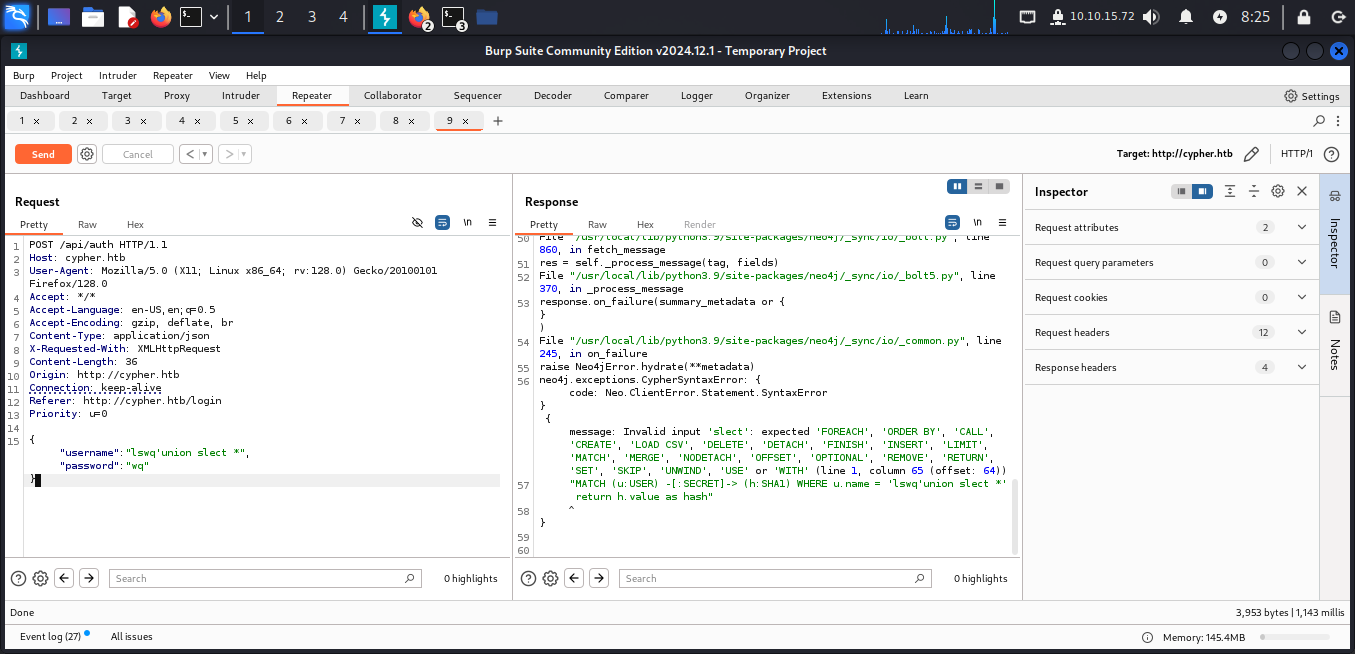 1 2 3 4 2 3 10.10.15.72 8:25
Burp Suite Community Edition v2024.12.1 - Temporary Project
Burp Project Intruder Repeater View Help
Dashboard Target Proxy Intruder Repeater Collaborator Sequencer Decoder Comparer Logger Organizer Extensions Learn Settings
1 × 2 × 3 × 4 × 5 × 6 × 7 × 8 × 9 × +
Send Cancel < > Target: http://cypher.htb HTTP/1
Request
Pretty Raw Hex \n
1 POST /api/auth HTTP/1.1
2 Host: cypher.htb
3 User-Agent: Mozilla/5.0 (X11; Linux x86_64; rv:128.0) Gecko/20100101
Firefox/128.0
4 Accept: */*
5 Accept-Language: en-US,en;q=0.5
6 Accept-Encoding: gzip, deflate, br
7 Content-Type: application/json
8 X-Requested-With: XMLHttpRequest
9 Content-Length: 36
10 Origin: http://cypher.htb
11 Connection: keep-alive
12 Referer: http://cypher.htb/login
13 Priority: u=0
14
15 {
"username":"lswq'union slect *",
"password":"wq"
}
Search 0 highlights
Response
Pretty Raw Hex Render \n
50 File "/usr/local/lib/python3.9/site-packages/neo4j/_sync/io/_bolt.py", line
860, in fetch_message
51 res = self._process_message(tag, fields)
52 File "/usr/local/lib/python3.9/site-packages/neo4j/_sync/io/_bolt5.py", line
370, in _process_message
53 response.on_failure(summary_metadata or {
}
)
54 File "/usr/local/lib/python3.9/site-packages/neo4j/_sync/io/_common.py", line
245, in on_failure
55 raise Neo4jError.hydrate(**metadata)
56 neo4j.exceptions.CypherSyntaxError: {
code: Neo.ClientError.Statement.SyntaxError
}
{
message: Invalid input 'slect': expected 'FOREACH', 'ORDER BY', 'CALL',
'CREATE', 'LOAD CSV', 'DELETE', 'DETACH', 'FINISH', 'INSERT', 'LIMIT',
'MATCH', 'MERGE', 'NODETACH', 'OFFSET', 'OPTIONAL', 'REMOVE', 'RETURN',
'SET', 'SKIP', 'UNWIND', 'USE' or 'WITH' (line 1, column 65 (offset: 64))
57 "MATCH (u:USER) -[:SECRET]-> (h:SHA1) WHERE u.name = 'lswq'union slect *'
return h.value as hash"
58 ^
}
59
60
Search 0 highlights
Inspector
Request attributes 2
Request query parameters 0
Request cookies 0
Request headers 12
Response headers 4
Inspector
Notes
Done 3,953 bytes | 1,143 millis
Event log (27) All issues Memory: 145.4MB